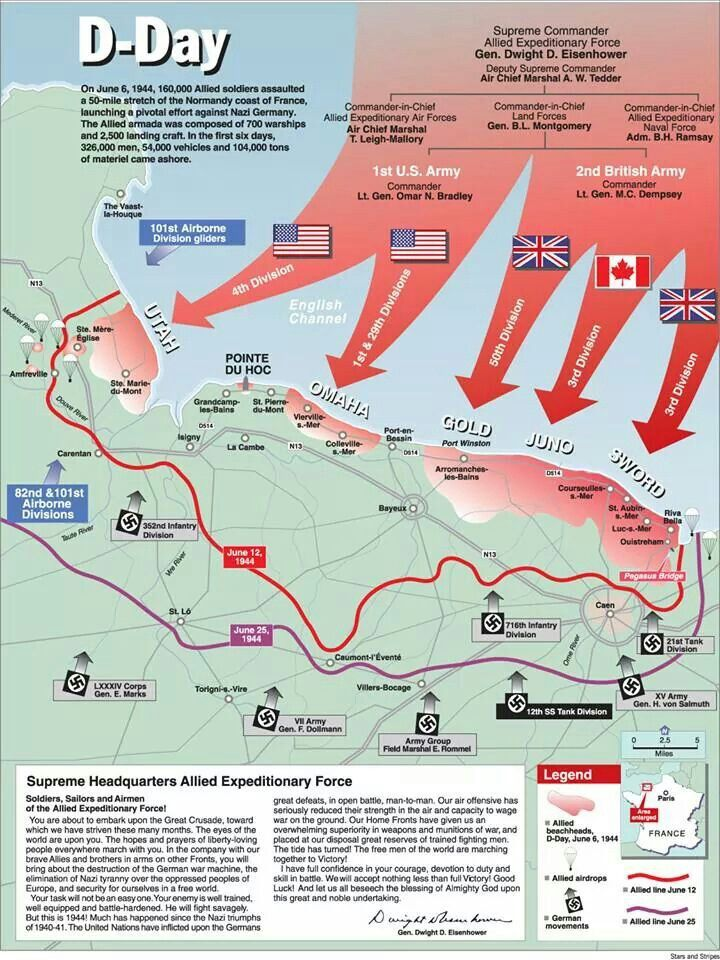 D-Day
On June 6, 1944, 160,000 Allied soldiers assaulted
a 50-mile stretch of the Normandy coast of France,
launching a pivotal effort against Nazi Germany.
The Allied armada was composed of 700 warships
and 2,500 landing craft. In the first six days,
326,000 men, 54,000 vehicles and 104,000 tons
of materiel came ashore.
Supreme Commander
Allied Expeditionary Force
Gen. Dwight D. Eisenhower
Deputy Supreme Commander
Air Chief Marshal A. W. Tedder
Commander-in-Chief
Allied Expeditionary Air Forces
Air Chief Marshal
T. Leigh-Mallory
Commander-in-Chief
Land Forces
Gen. B.L. Montgomery
Commander-in-Chief
Allied Expeditionary
Naval Force
Adm. B.H. Ramsay
1st U.S. Army
Commander
Lt. Gen. Omar N. Bradley
2nd British Army
Commander
Lt. Gen. M.C. Dempsey
The Vaast-
la-Houque
101st Airborne
Division gliders
4th Division
1st & 29th Divisions
50th Division
3rd Division
3rd Division
English
Channel
N13
Mederet River
Ste. Mère-
Église
UTAH
Amfreville
Ste. Marie-
du-Mont
Douve River
POINTE
DU HOC
Grandcamp-
les-Bains
St. Pierre-
du-Mont
OMAHA
Vierville-
s.-Mer
Colleville-
s.-Mer
Port-en-
Bessin
D514
GOLD
Port Winston
JUNO
SWORD
Isigny
D514
La Cambe
N13
Carentan
Arromanches-
les-Bains
D514
Courseulles-
s.-Mer
St. Aubin-
s.-Mer
Luc-s.-Mer
Riva
Bella
Ouistreham
Bayeux
82nd & 101st
Airborne
Divisions
Taute River
352nd Infantry
Division
Vire River
June 12,
1944
N13
Pegasus Bridge
Caen
St. Lô
June 25,
1944
716th Infantry
Division
21st Tank
Division
Orne River
Caumont-l'Éventé
LXXXIV Corps
Gen. E. Marks
Torigni-s.-Vire
Villers-Bocage
XV Army
Gen. H. von Salmuth
12th SS Tank Division
VII Army
Gen. F. Dollmann
Army Group
Field Marshal E. Rommel
N
0 2.5 5
Miles
Supreme Headquarters Allied Expeditionary Force
Soldiers, Sailors and Airmen
of the Allied Expeditionary Force!
You are about to embark upon the Great Crusade, toward
which we have striven these many months. The eyes of the
world are upon you. The hopes and prayers of liberty-loving
people everywhere march with you. In the company with our
brave Allies and brothers in arms on other Fronts, you will
bring about the destruction of the German war machine, the
elimination of Nazi tyranny over the oppressed peoples of
Europe, and security for ourselves in a free world.
Your task will not be an easy one. Your enemy is well trained,
well equipped and battle-hardened. He will fight savagely.
But this is 1944! Much has happened since the Nazi triumphs
of 1940-41. The United Nations have inflicted upon the Germans
great defeats, in open battle, man-to-man. Our air offensive has
seriously reduced their strength in the air and capacity to wage
war on the ground. Our Home Fronts have given us an
overwhelming superiority in weapons and munitions of war, and
placed at our disposal great reserves of trained fighting men.
The tide has turned! The free men of the world are marching
together to Victory!
I have full confidence in your courage, devotion to duty and
skill in battle. We will accept nothing less than full Victory! Good
Luck! And let us all beseech the blessing of Almighty God upon
this great and noble undertaking.
Dwight D Eisenhower
Gen. Dwight D. Eisenhower
Legend
Allied
beachheads,
D-Day, June 6, 1944
Allied airdrops
German
movements
Allied line June 12
Allied line June 25
Paris
Area
enlarged
FRANCE
Stars and Stripes